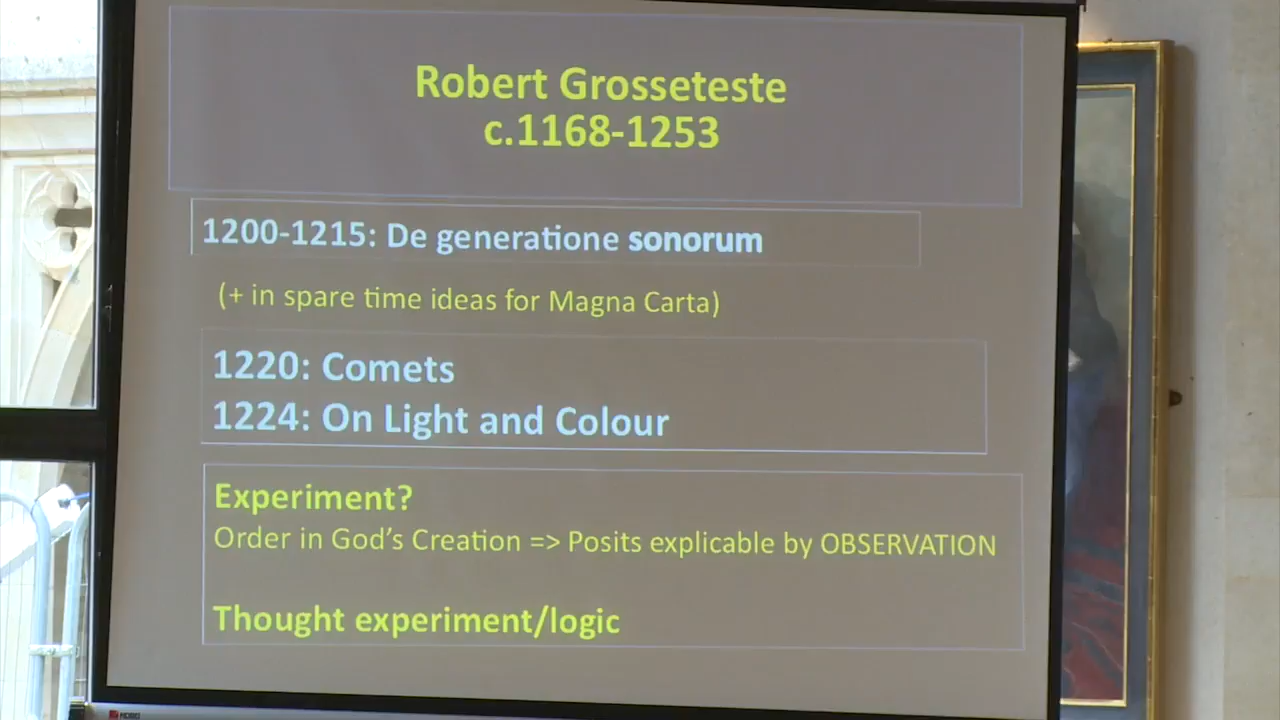 Robert Grosseteste
c.1168-1253
1200-1215: De generatione sonorum
(+ in spare time ideas for Magna Carta)
1220: Comets
1224: On Light and Colour
Experiment?
Order in God's Creation => Posits explicable by OBSERVATION
Thought experiment/logic